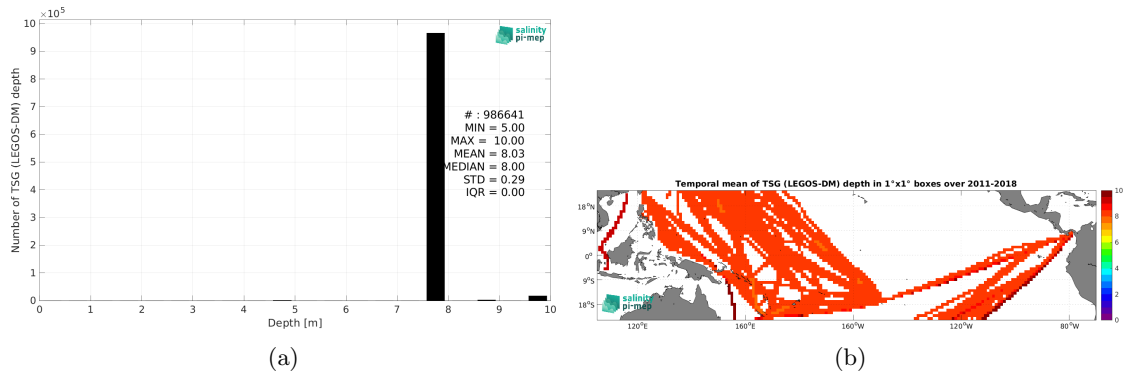 ×10⁵
10
9
8
7
6
5
4
3
2
1
0
Number of TSG (LEGOS-DM) depth
salinity
pi-mep
# : 986641
MIN = 5.00
MAX = 10.00
MEAN = 8.03
MEDIAN = 8.00
STD = 0.29
IQR = 0.00
0 1 2 3 4 5 6 7 8 9 10
Depth [m]
(a)
Temporal mean of TSG (LEGOS-DM) depth in 1°x1° boxes over 2011-2018
18°N
9°N
0°
9°S
18°S
salinity
pi-mep
120°E 160°E 160°W 120°W 80°W
10
8
6
4
2
0
(b)